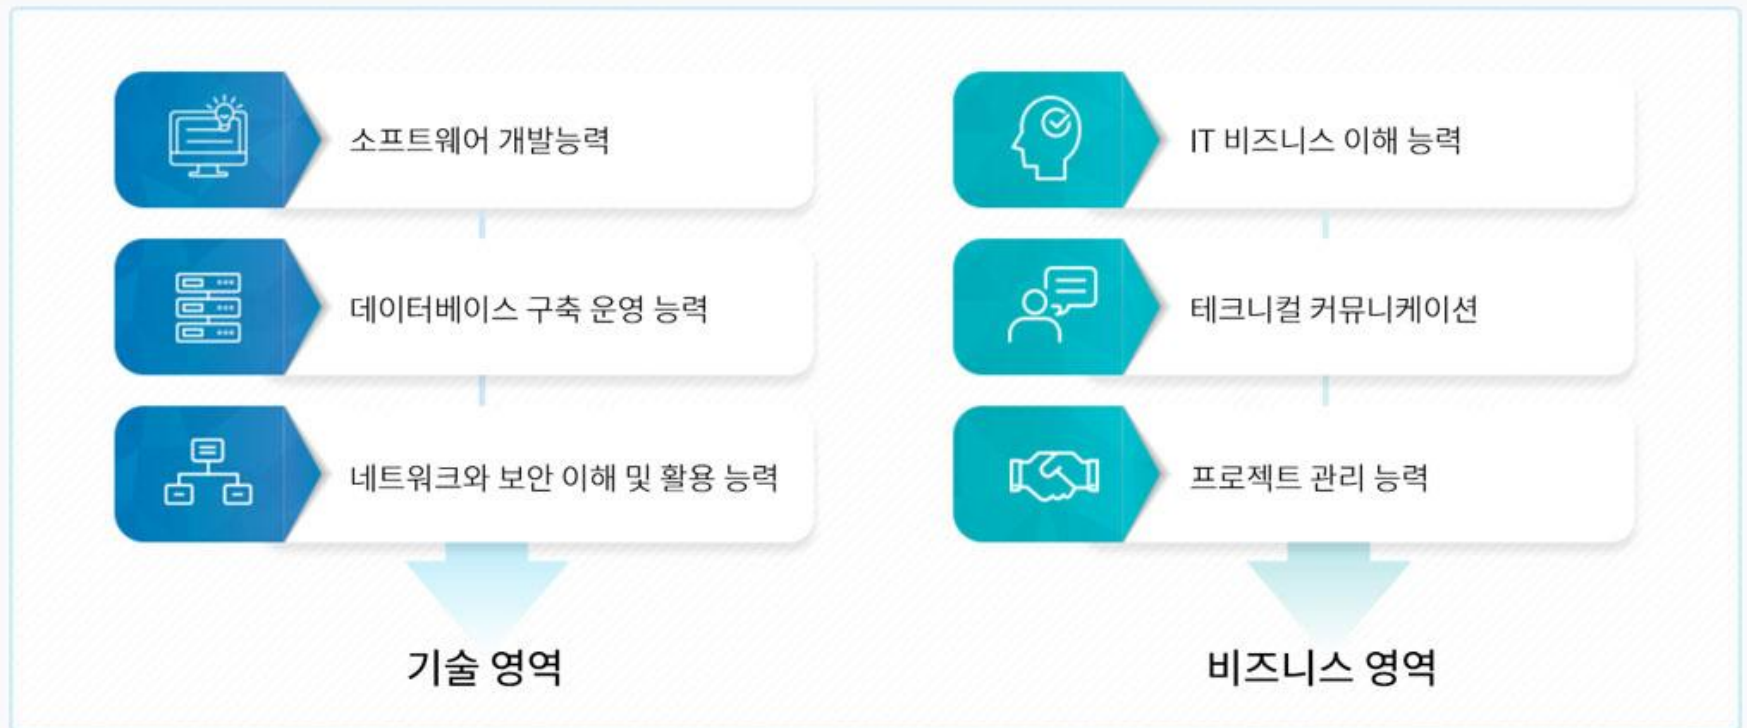 소프트웨어 개발능력
데이터베이스 구축 운영 능력
네트워크와 보안 이해 및 활용 능력
기술 영역
IT 비즈니스 이해 능력
테크니컬 커뮤니케이션
프로젝트 관리 능력
비즈니스 영역